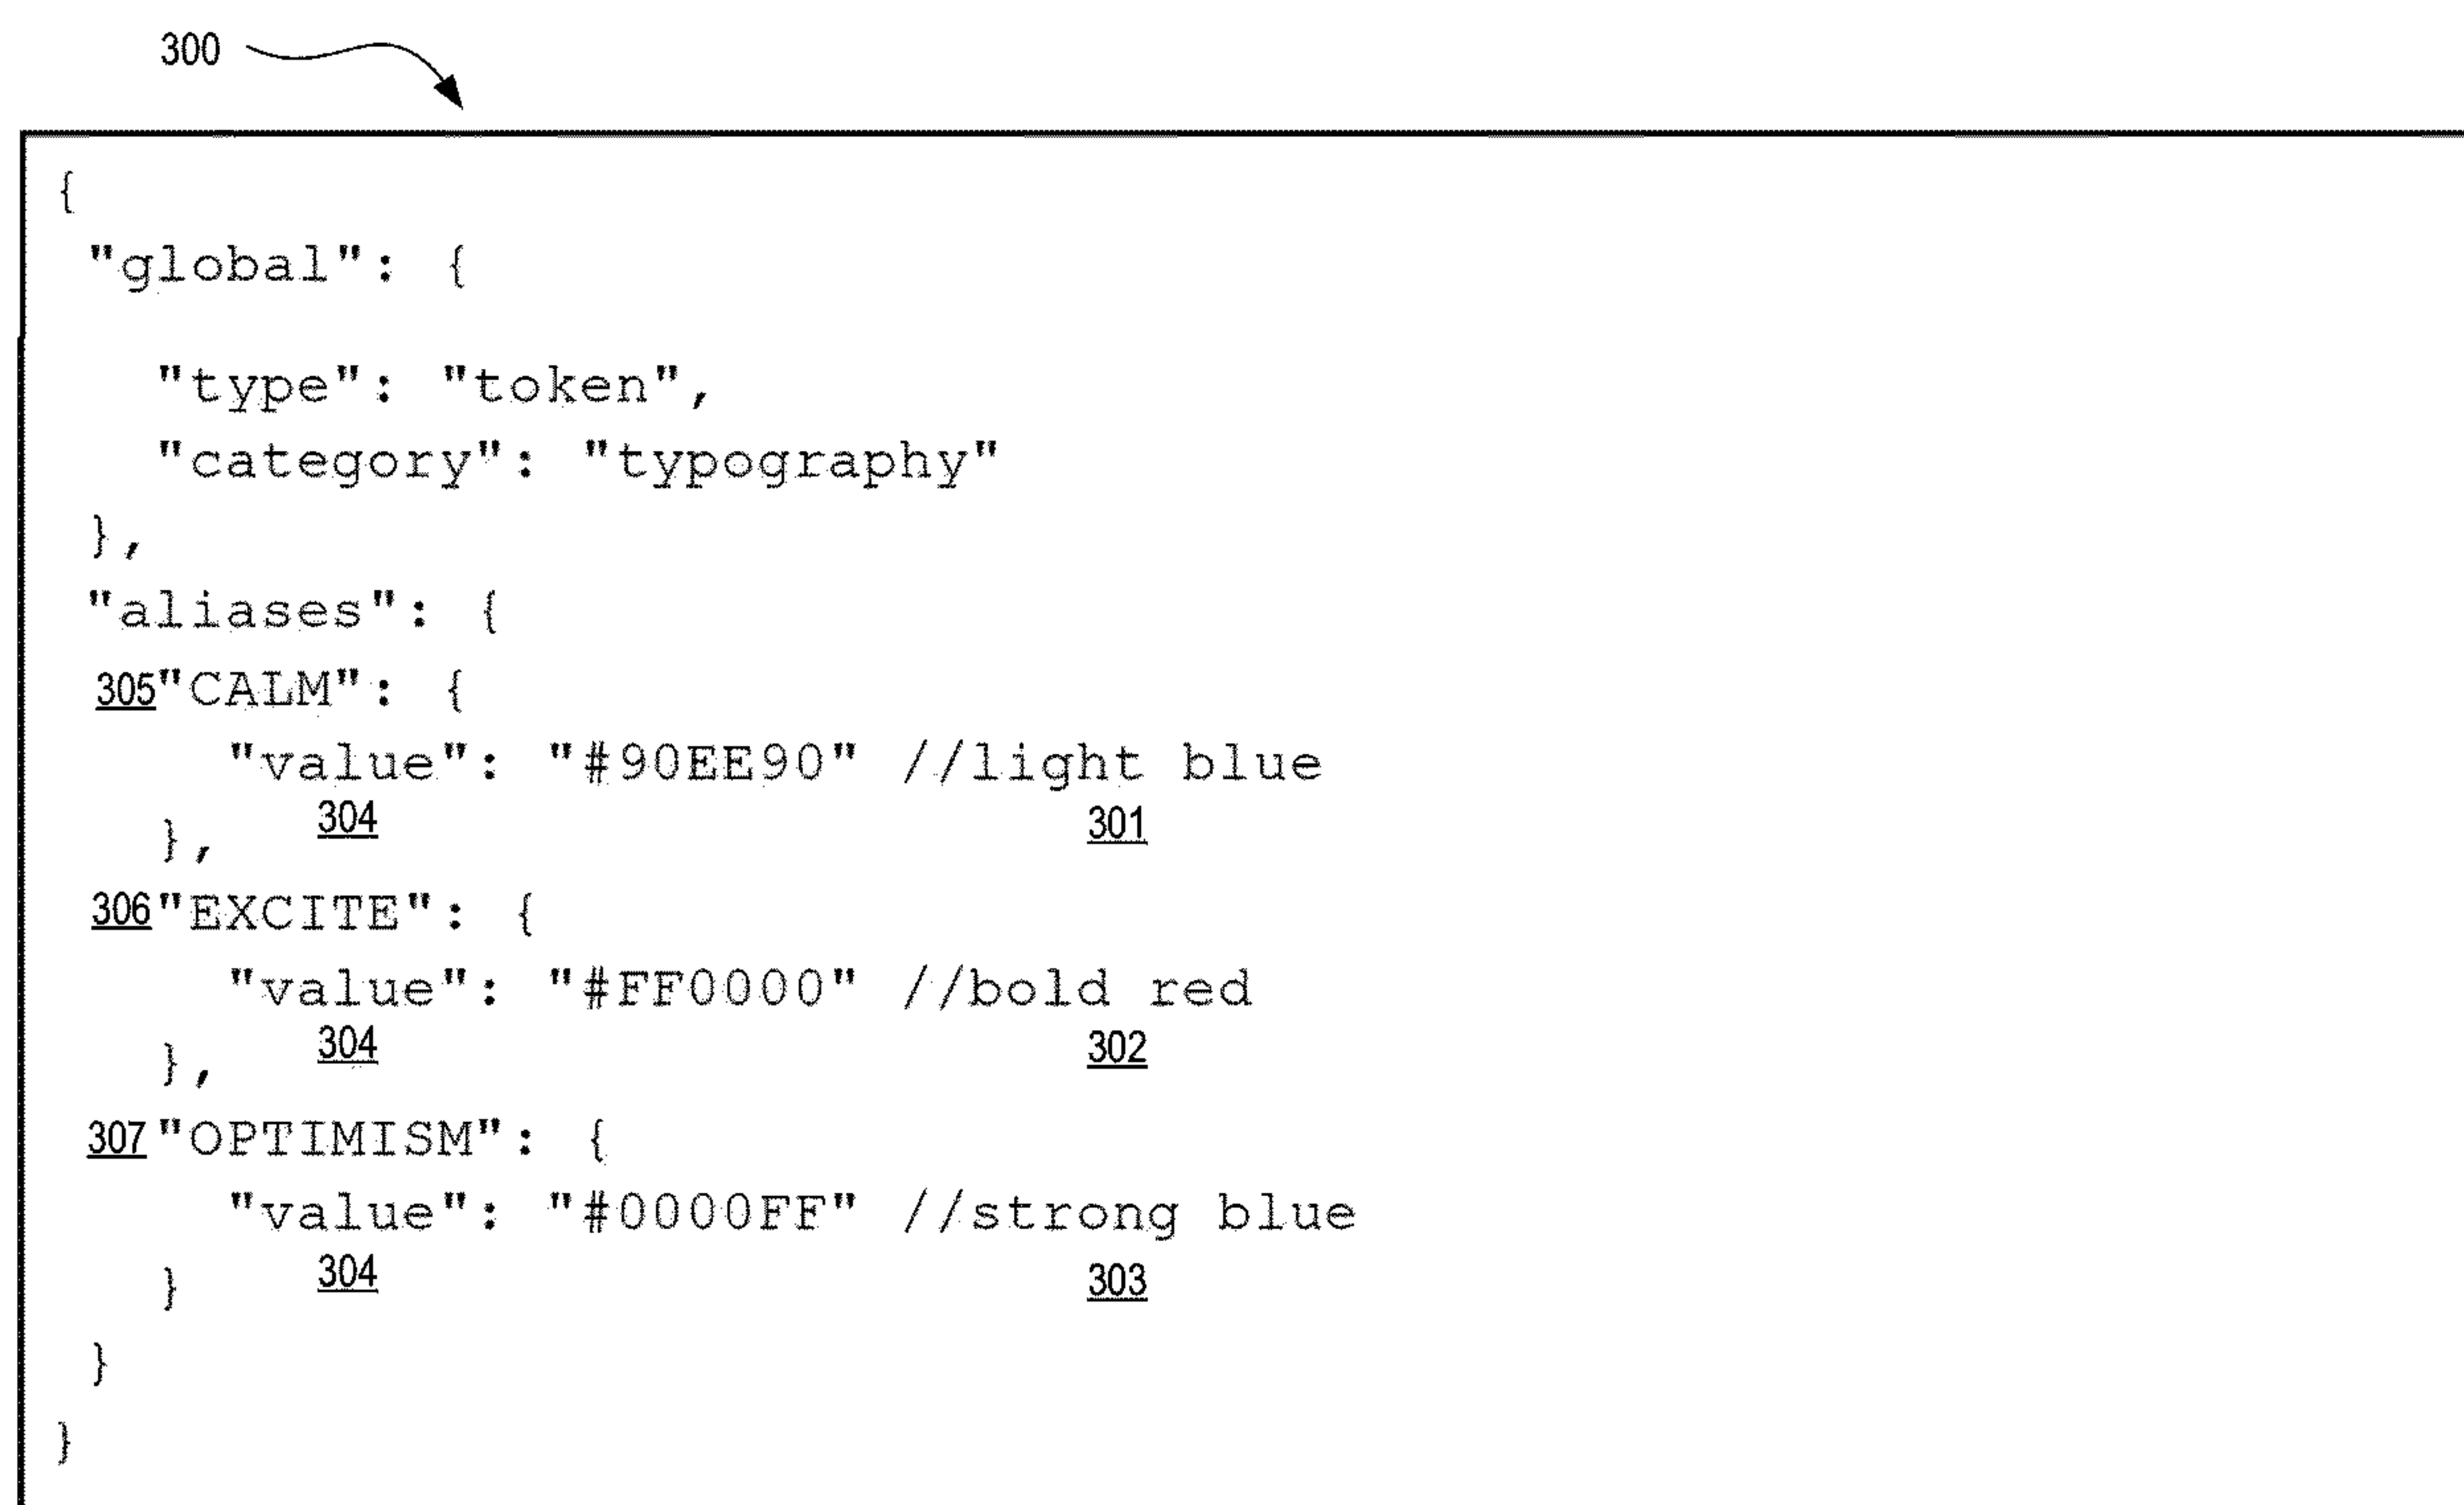 300
{
"global": {
"type": "token",
"category": "typography"
},
"aliases": {
305 "CALM": {
"value": "#90EE90" //light blue
304 301
},
306 "EXCITE": {
"value": "#FF0000" //bold red
304 302
},
307 "OPTIMISM": {
"value": "#0000FF" //strong blue
304 303
}
}
}